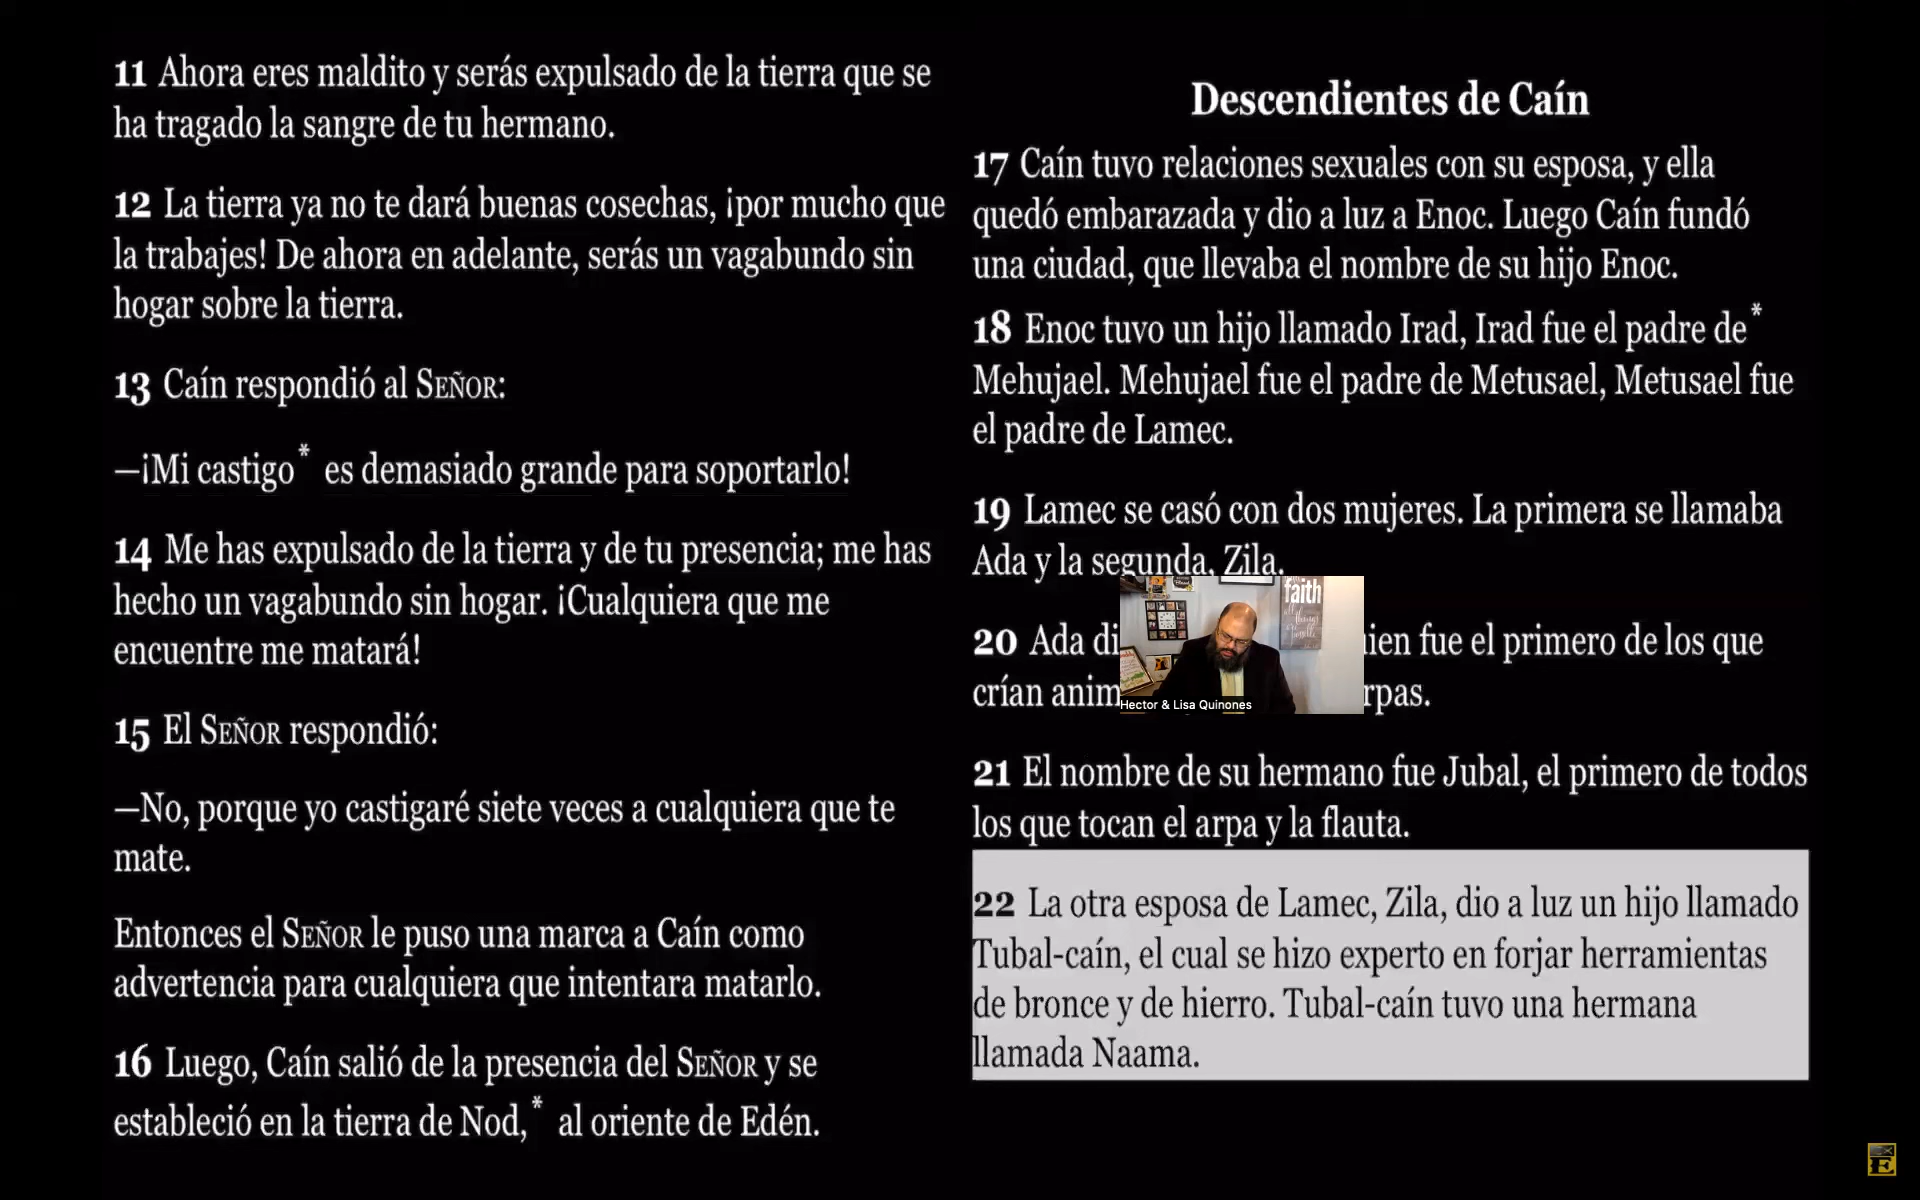 11 Ahora eres maldito y serás expulsado de la tierra que se
ha tragado la sangre de tu hermano.
12 La tierra ya no te dará buenas cosechas, ¡por mucho que
la trabajes! De ahora en adelante, serás un vagabundo sin
hogar sobre la tierra.
13 Caín respondió al SEÑOR:
—¡Mi castigo* es demasiado grande para soportarlo!
14 Me has expulsado de la tierra y de tu presencia; me has
hecho un vagabundo sin hogar. ¡Cualquiera que me
encuentre me matará!
15 El SEÑOR respondió:
—No, porque yo castigaré siete veces a cualquiera que te
mate.
Entonces el SEÑOR le puso una marca a Caín como
advertencia para cualquiera que intentara matarlo.
16 Luego, Caín salió de la presencia del SEÑOR y se
estableció en la tierra de Nod,* al oriente de Edén.
Descendientes de Caín
17 Caín tuvo relaciones sexuales con su esposa, y ella
quedó embarazada y dio a luz a Enoc. Luego Caín fundó
una ciudad, que llevaba el nombre de su hijo Enoc.
18 Enoc tuvo un hijo llamado Irad, Irad fue el padre de*
Mehujael. Mehujael fue el padre de Metusael, Metusael fue
el padre de Lamec.
19 Lamec se casó con dos mujeres. La primera se llamaba
Ada y la segunda, Zila.
faith
20 Ada di ien fue el primero de los que
crían anim rpas.
Hector & Lisa Quinones
21 El nombre de su hermano fue Jubal, el primero de todos
los que tocan el arpa y la flauta.
22 La otra esposa de Lamec, Zila, dio a luz un hijo llamado
Tubal-caín, el cual se hizo experto en forjar herramientas
de bronce y de hierro. Tubal-caín tuvo una hermana
llamada Naama.
E